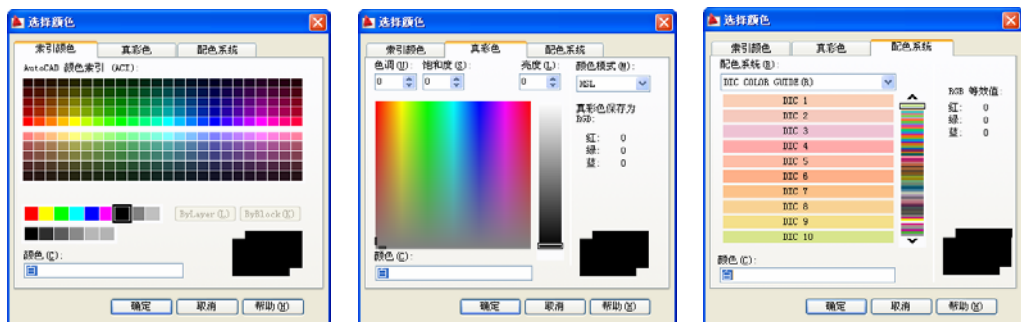 选择颜色
索引颜色 真彩色 配色系统
AutoCAD 颜色索引 (ACI):
ByLayer(L) ByBlock(K)
颜色(C):
白
确定 取消 帮助(H)
选择颜色
索引颜色 真彩色 配色系统
色调(U): 饱和度(S): 亮度(L): 颜色模式(M):
0 0 0 HSL
真彩色保存为
RGB:
红: 0
绿: 0
蓝: 0
颜色(C):
白
确定 取消 帮助(H)
选择颜色
索引颜色 真彩色 配色系统
配色系统(B):
DIC COLOR GUIDE(R)
DIC 1
DIC 2
DIC 3
DIC 4
DIC 5
DIC 6
DIC 7
DIC 8
DIC 9
DIC 10
RGB 等效值:
红: 0
绿: 0
蓝: 0
颜色(C):
白
确定 取消 帮助(H)